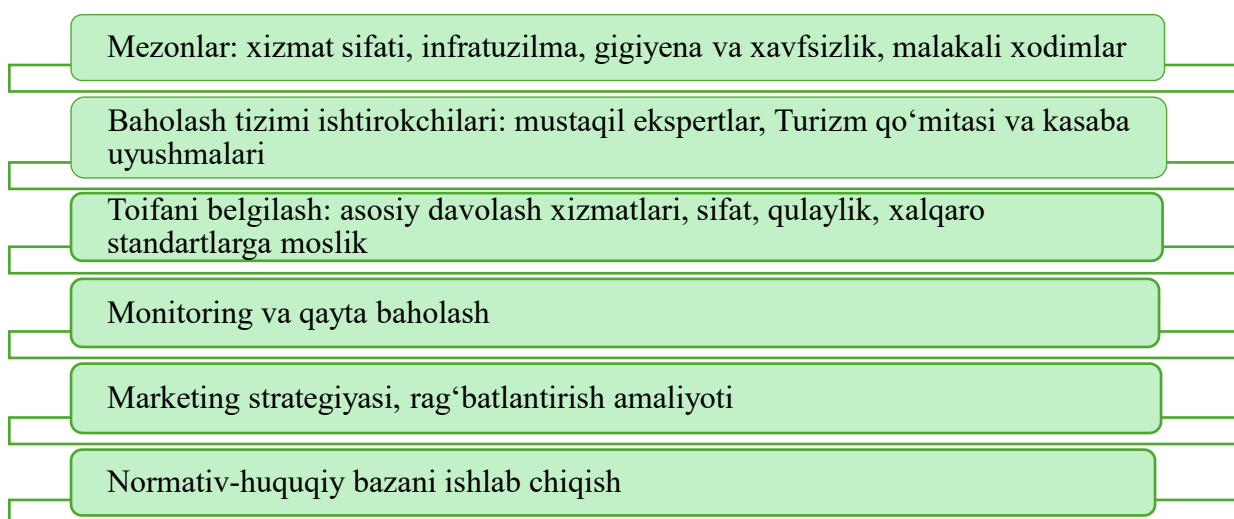 Mezonlar: xizmat sifati, infratuzilma, gigiyena va xavfsizlik, malakali xodimlar
Baholash tizimi ishtirokchilari: mustaqil ekspertlar, Turizm qo‘mitasi va kasaba
uyushmalari
Toifani belgilash: asosiy davolash xizmatlari, sifat, qulaylik, xalqaro
standartlarga moslik
Monitoring va qayta baholash
Marketing strategiyasi, rag‘batlantirish amaliyoti
Normativ-huquqiy bazani ishlab chiqish